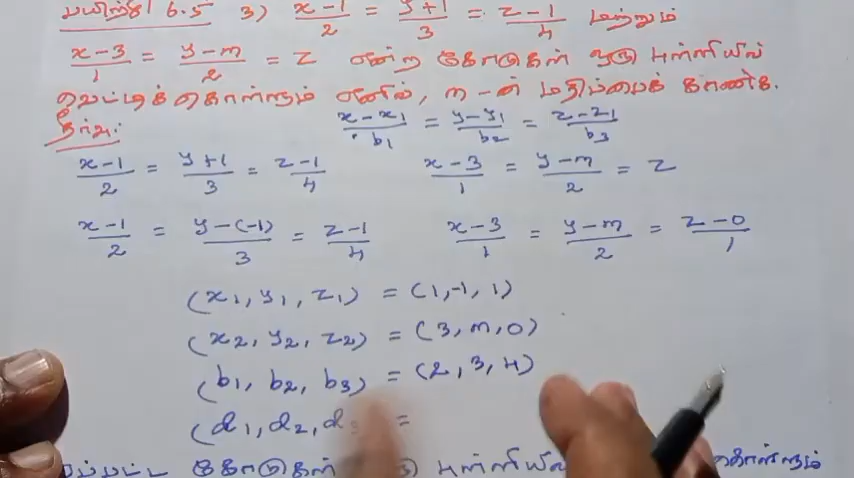 பயிற்சி 6.5 3) x-1/2 = y+1/3 = z-1/4 மற்றும்
x-3/1 = y-m/2 = z என்ற கோடுகள் ஒரு புள்ளியில்
வெட்டிக் கொள்ளும் எனில், m-ன் மதிப்பைக் காண்க.
தீர்வு: x-x1/b1 = y-y1/b2 = z-z1/b3
x-1/2 = y+1/3 = z-1/4 x-3/1 = y-m/2 = z
x-1/2 = y-(-1)/3 = z-1/4 x-3/1 = y-m/2 = z-0/1
(x1, y1, z1) = (1,-1, 1)
(x2, y2, z2) = (3, m, 0)
(b1, b2, b3) = (2, 3, 4)
(d1, d2, d3 =
கோடுகள் புள்ளியில்